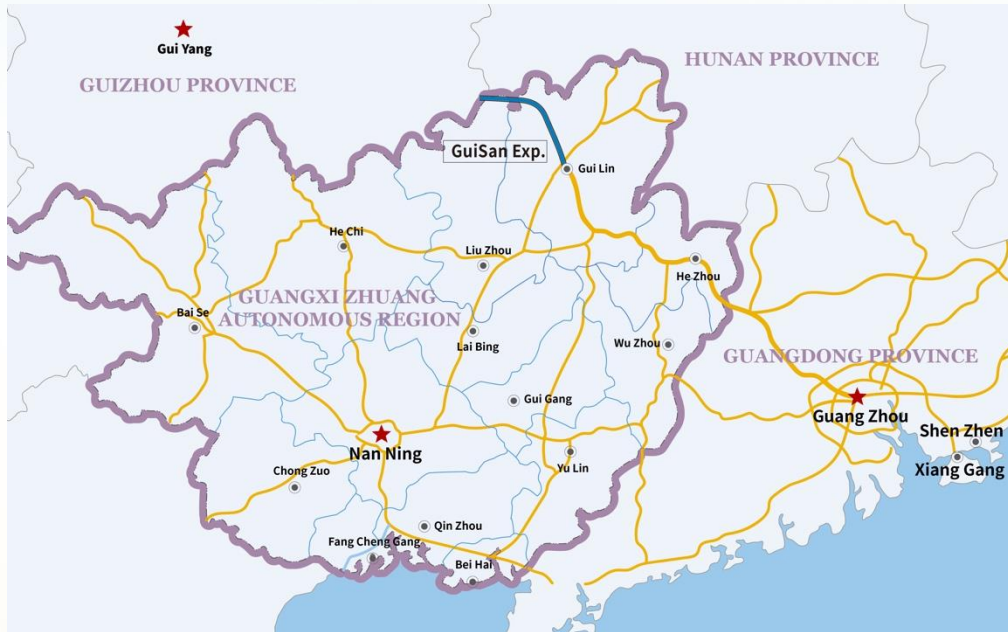 Gui Yang
GUIZHOU PROVINCE
HUNAN PROVINCE
GuiSan Exp.
Gui Lin
He Chi
Liu Zhou
He Zhou
GUANGXI ZHUANG
AUTONOMOUS REGION
Bai Se
Lai Bing
Wu Zhou
GUANGDONG PROVINCE
Gui Gang
Guang Zhou
Shen Zhen
Nan Ning
Xiang Gang
Chong Zuo
Yu Lin
Qin Zhou
Fang Cheng Gang
Bei Hai